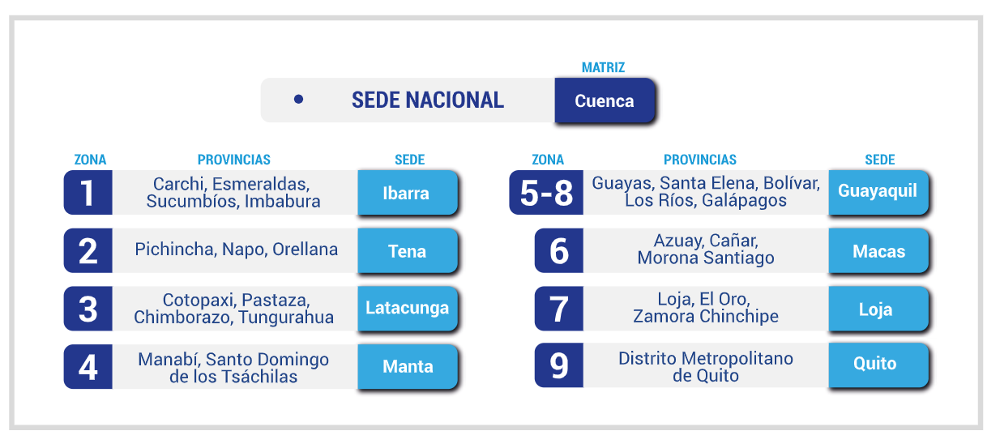 MATRIZ
• SEDE NACIONAL Cuenca
ZONA PROVINCIAS SEDE
1 Carchi, Esmeraldas,
Sucumbíos, Imbabura Ibarra
2 Pichincha, Napo, Orellana Tena
3 Cotopaxi, Pastaza,
Chimborazo, Tungurahua Latacunga
4 Manabí, Santo Domingo
de los Tsáchilas Manta
ZONA PROVINCIAS SEDE
5-8 Guayas, Santa Elena, Bolívar,
Los Ríos, Galápagos Guayaquil
6 Azuay, Cañar,
Morona Santiago Macas
7 Loja, El Oro,
Zamora Chinchipe Loja
9 Distrito Metropolitano
de Quito Quito